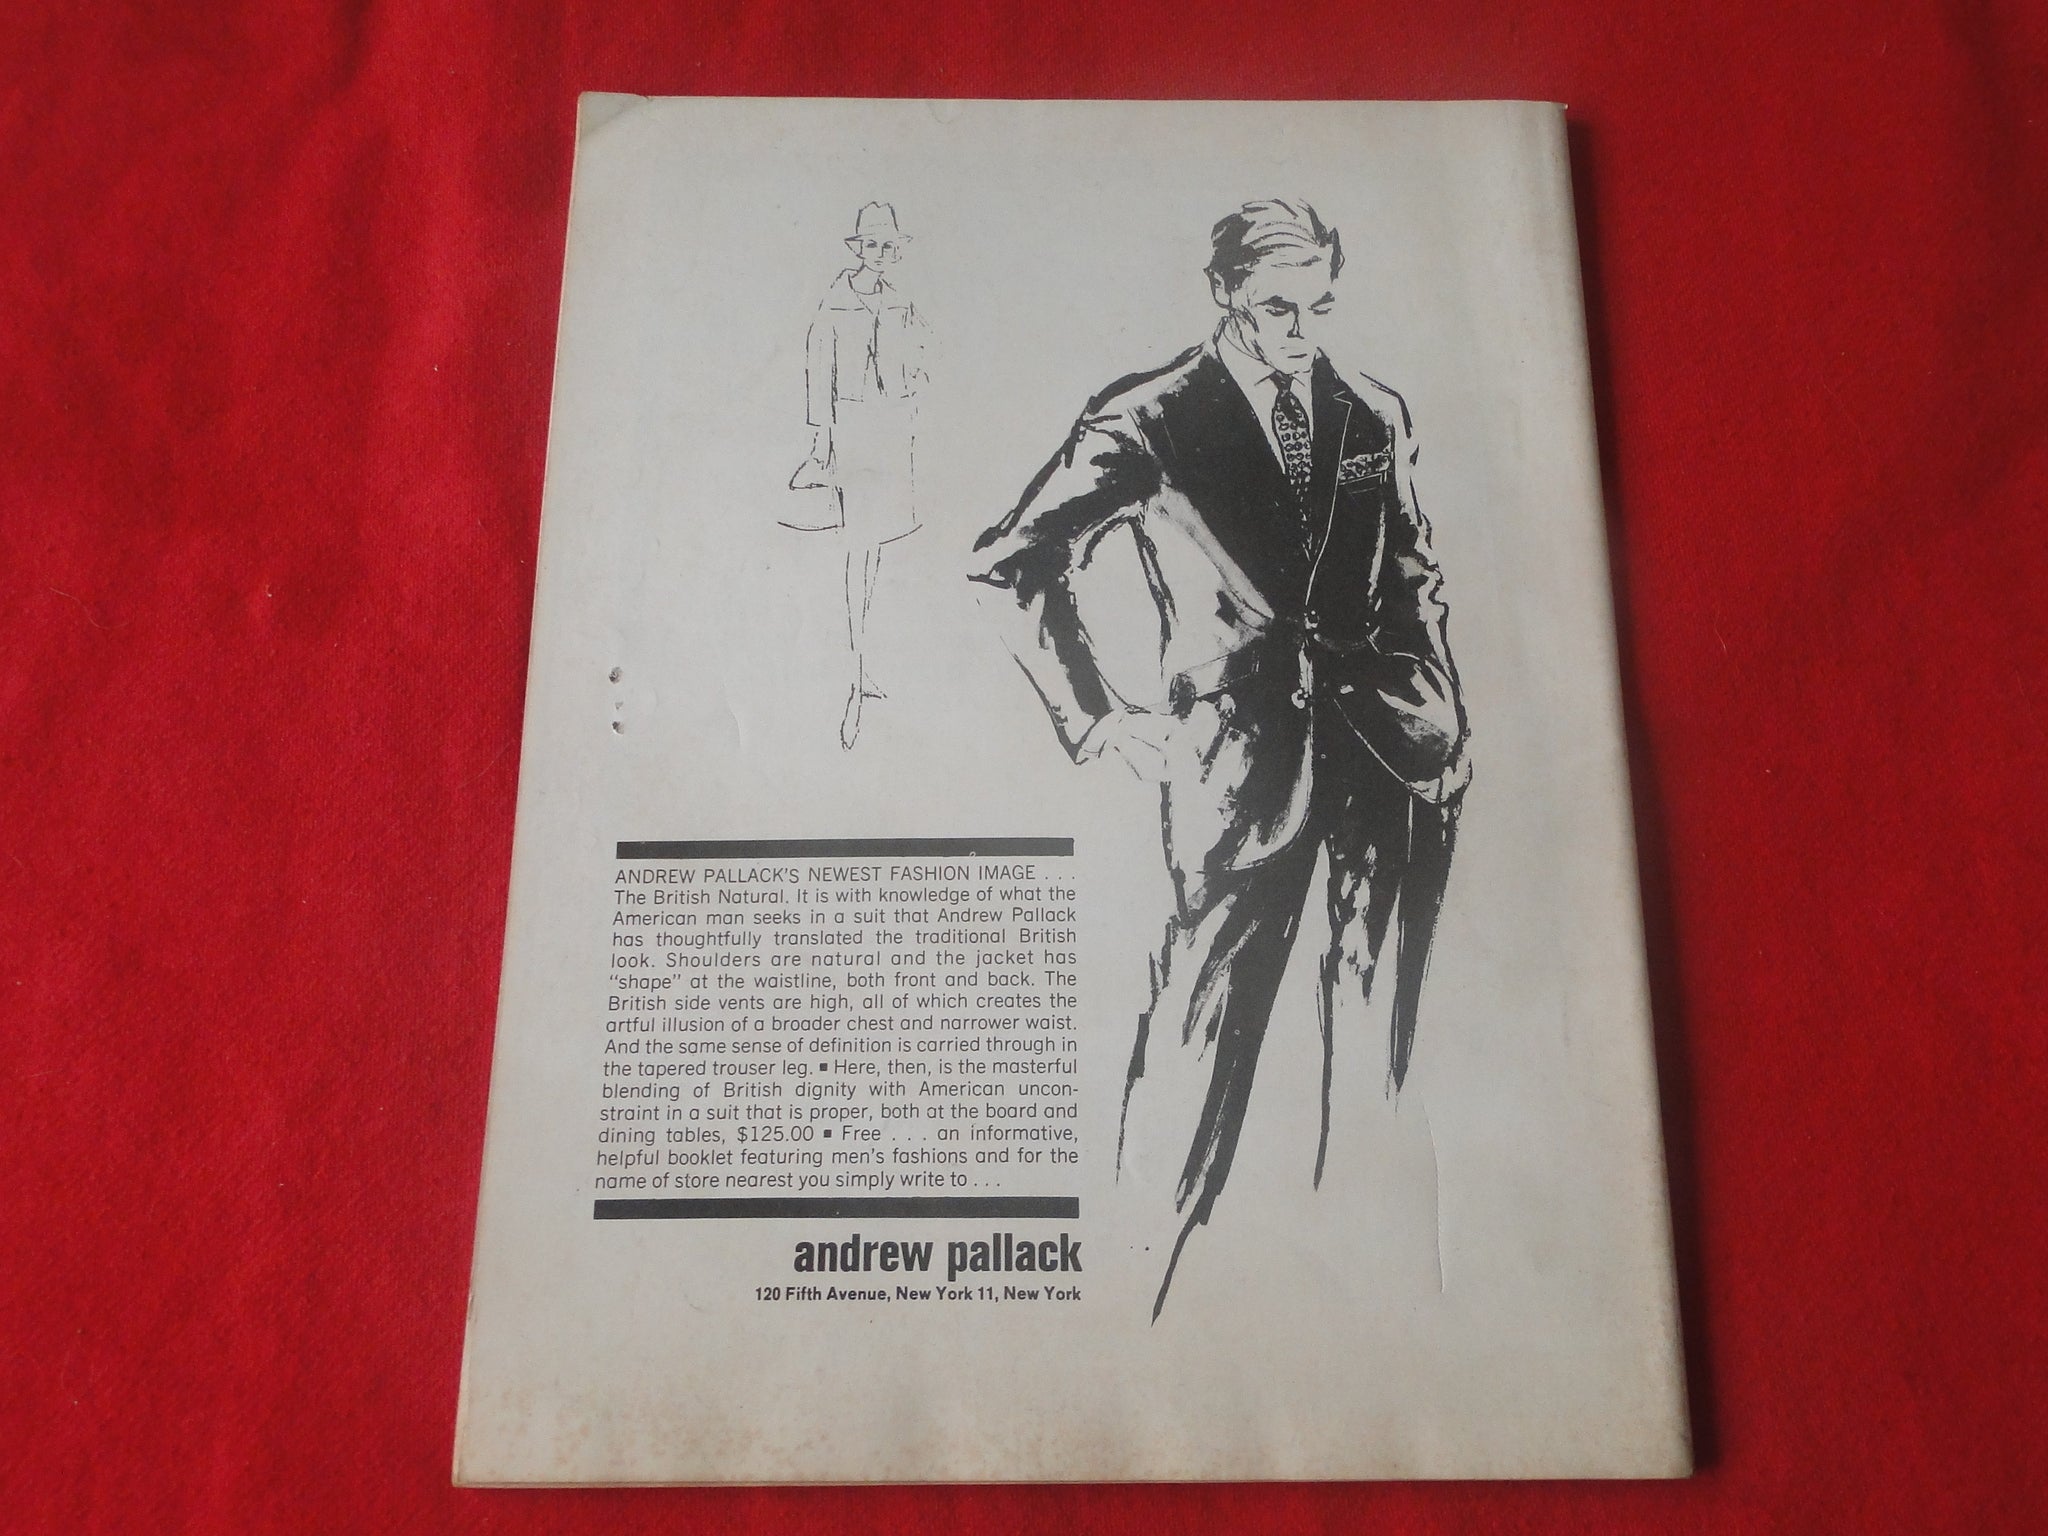 ANDREW PALLACK'S NEWEST FASHION IMAGE . . .
The British Natural. It is with knowledge of what the
American man seeks in a suit that Andrew Pallack
has thoughtfully translated the traditional British
look. Shoulders are natural and the jacket has
"shape" at the waistline, both front and back. The
British side vents are high, all of which creates the
artful illusion of a broader chest and narrower waist.
And the same sense of definition is carried through in
the tapered trouser leg. ▪ Here, then, is the masterful
blending of British dignity with American uncon-
straint in a suit that is proper, both at the board and
dining tables, $125.00 ▪ Free . . . an informative,
helpful booklet featuring men's fashions and for the
name of store nearest you simply write to . . .
andrew pallack
120 Fifth Avenue, New York 11, New York